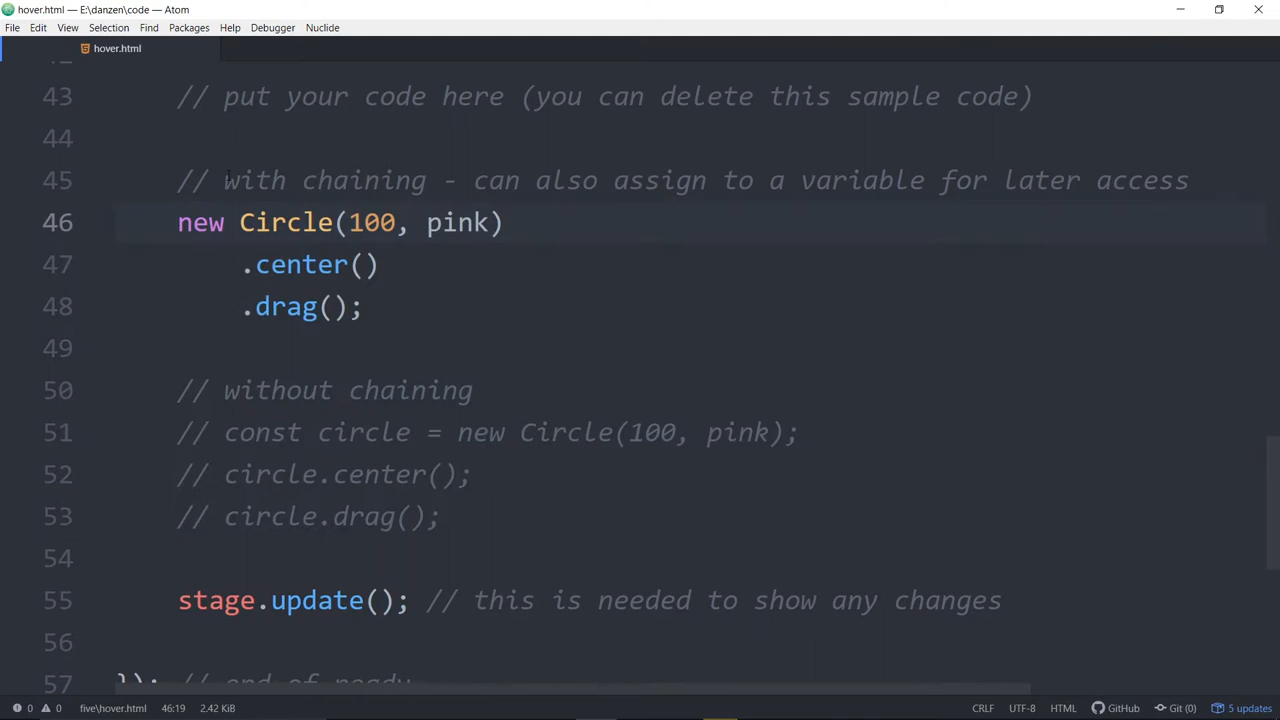 hover.html — E:\danzen\code — Atom
File Edit View Selection Find Packages Help Debugger Nuclide
hover.html
43 // put your code here (you can delete this sample code)
44
45 // with chaining - can also assign to a variable for later access
46 new Circle(100, pink)
47 .center()
48 .drag();
49
50 // without chaining
51 // const circle = new Circle(100, pink);
52 // circle.center();
53 // circle.drag();
54
55 stage.update(); // this is needed to show any changes
56
57 }); // end of ready
0 0 five\hover.html 46:19 2.42 KiB CRLF UTF-8 HTML GitHub Git (0) 5 updates